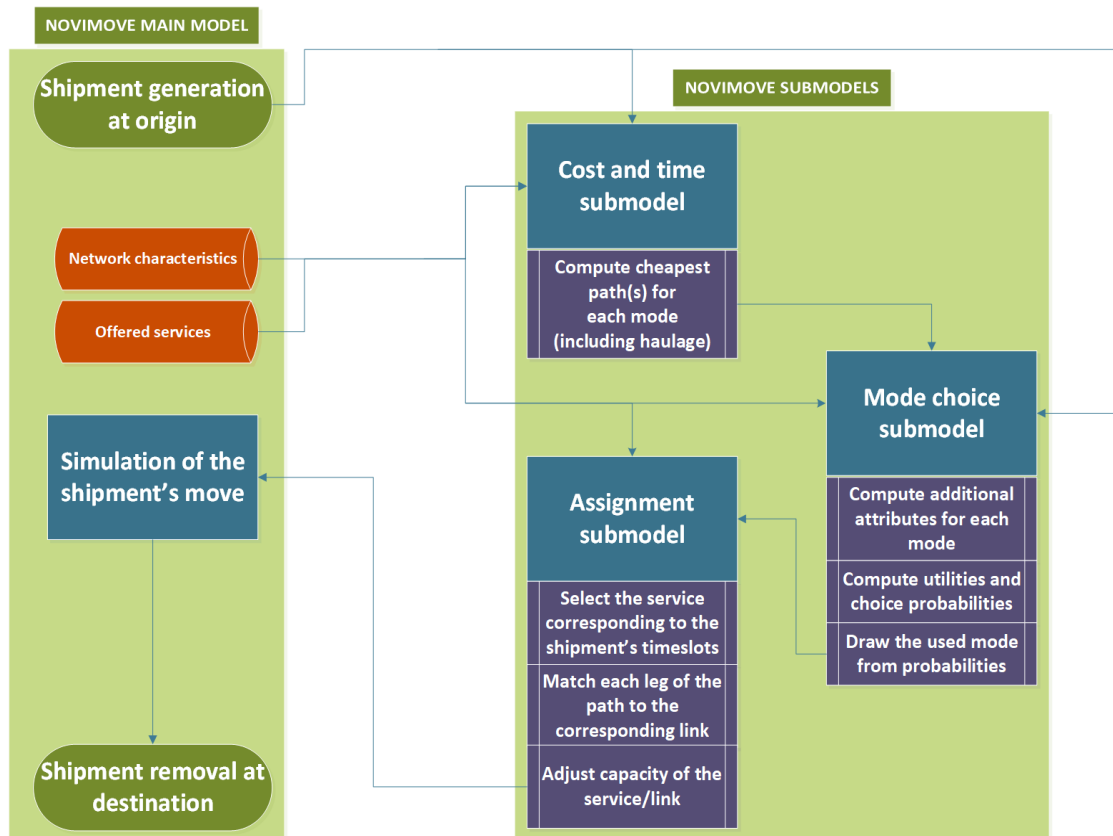 NOVIMOVE MAIN MODEL
Shipment generation
at origin
Network characteristics
Offered services
Simulation of the
shipment's move
Shipment removal at
destination
NOVIMOVE SUBMODELS
Cost and time
submodel
Compute cheapest
path(s) for
each mode
(including haulage)
Mode choice
submodel
Compute additional
attributes for each
mode
Compute utilities and
choice probabilities
Draw the used mode
from probabilities
Assignment
submodel
Select the service
corresponding to the
shipment's timeslots
Match each leg of the
path to the
corresponding link
Adjust capacity of the
service/link